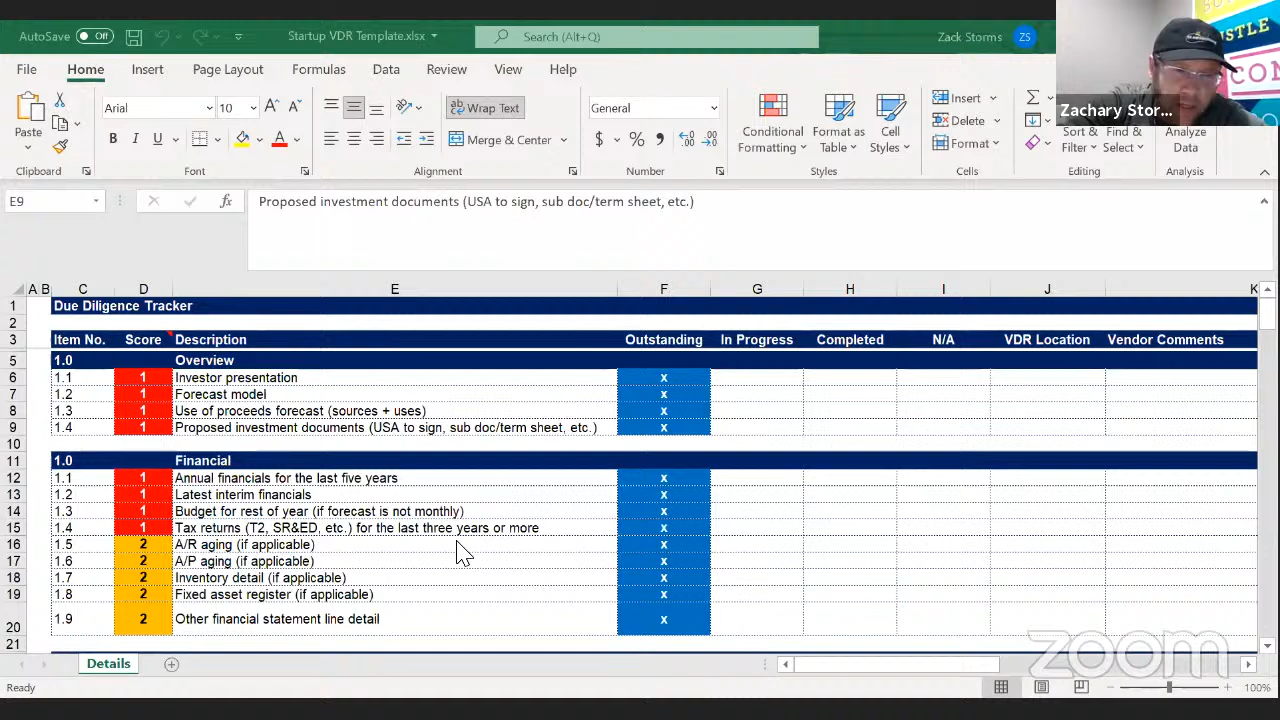 AutoSave Off Startup VDR Template.xlsx Search (Alt+Q) Zack Storms ZS
File Home Insert Page Layout Formulas Data Review View Help
Zachary Stor...
Arial 10 Wrap Text General Insert
Paste B I U Merge & Center $ % Conditional Formatting Format as Table Cell Styles Delete Format Sort & Filter Find & Select Analyze Data
Clipboard Font Alignment Number Styles Cells Editing Analysis
E9 fx Proposed investment documents (USA to sign, sub doc/term sheet, etc.)
A B C D E F G H I J K
1 Due Diligence Tracker
2
3 Item No. Score Description Outstanding In Progress Completed N/A VDR Location Vendor Comments
5 1.0 Overview
6 1.1 1 Investor presentation x
7 1.2 1 Forecast model x
8 1.3 1 Use of proceeds forecast (sources + uses) x
9 1.4 1 Proposed investment documents (USA to sign, sub doc/term sheet, etc.) x
10
11 1.0 Financial
12 1.1 1 Annual financials for the last five years x
13 1.2 1 Latest interim financials x
14 1.3 1 Budget for rest of year (if forecast is not monthly) x
15 1.4 1 Tax returns (T2, SR&ED, etc.) for the last three years or more x
16 1.5 2 A/R aging (if applicable) x
17 1.6 2 A/P aging (if applicable) x
18 1.7 2 Inventory detail (if applicable) x
19 1.8 2 Fixed asset register (if applicable) x
20 1.9 2 Other financial statement line detail x
21
Details
zoom
Ready 100%